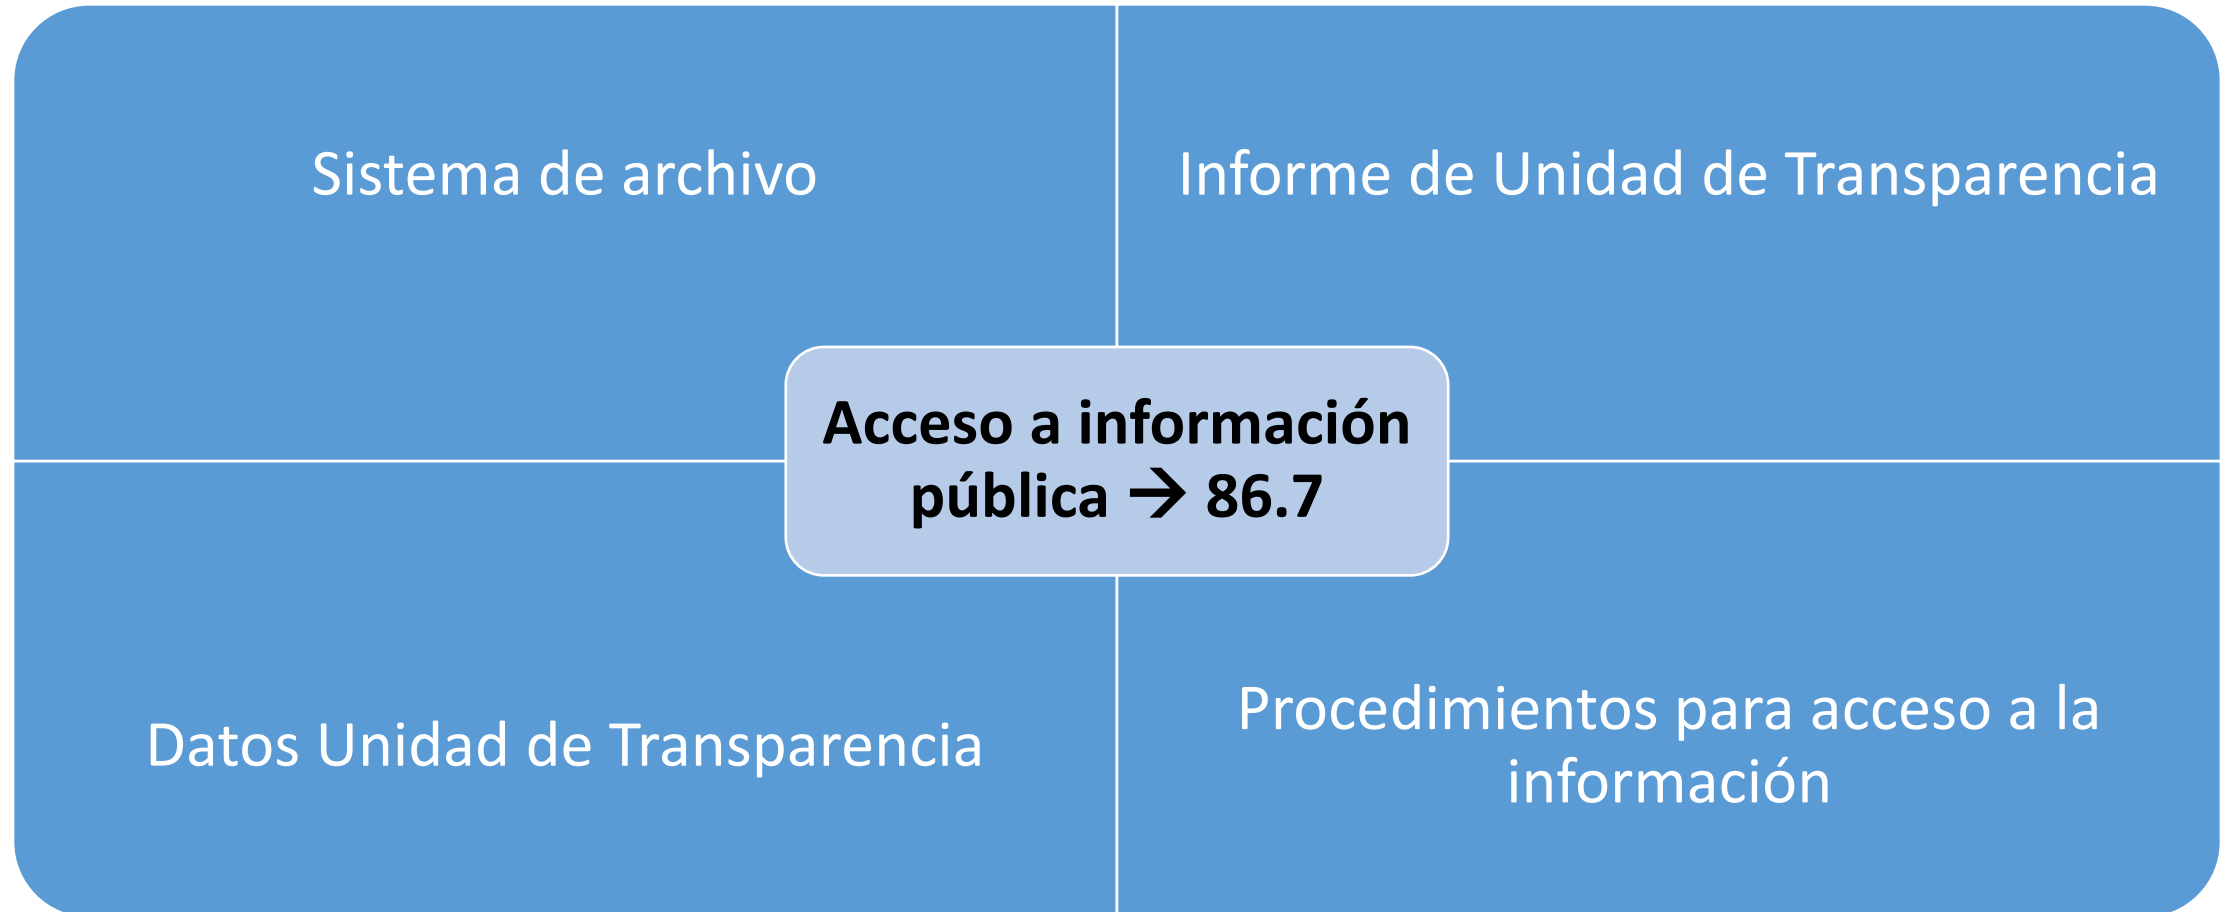 Sistema de archivo
Informe de Unidad de Transparencia
Acceso a información
pública → 86.7
Datos Unidad de Transparencia
Procedimientos para acceso a la
información